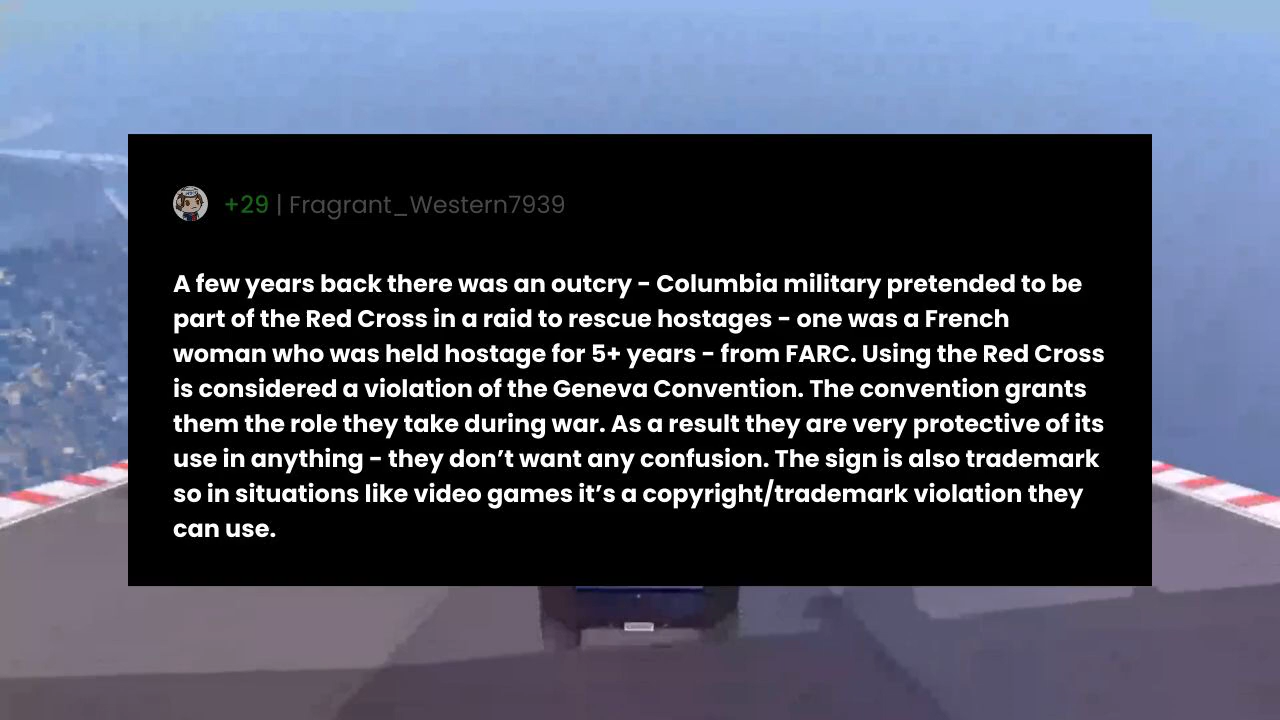 +29 | Fragrant_Western7939
A few years back there was an outcry - Columbia military pretended to be
part of the Red Cross in a raid to rescue hostages - one was a French
woman who was held hostage for 5+ years - from FARC. Using the Red Cross
is considered a violation of the Geneva Convention. The convention grants
them the role they take during war. As a result they are very protective of its
use in anything - they don’t want any confusion. The sign is also trademark
so in situations like video games it’s a copyright/trademark violation they
can use.